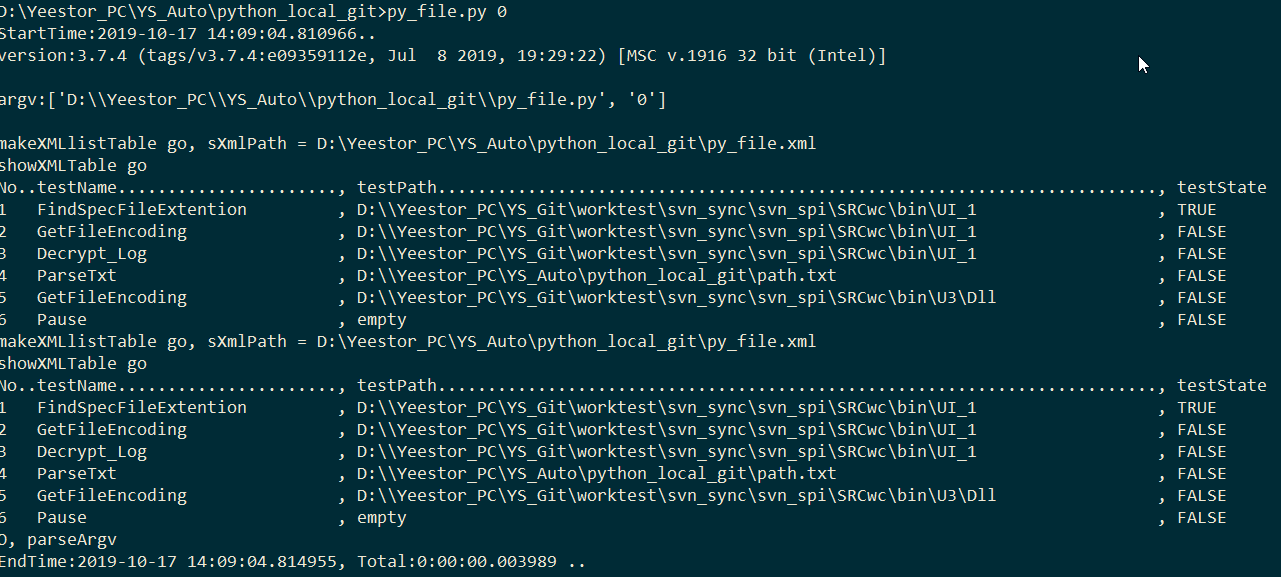 D:\Yeestor_PC\YS_Auto\python_local_git>py_file.py 0
StartTime:2019-10-17 14:09:04.810966..
version:3.7.4 (tags/v3.7.4:e09359112e, Jul  8 2019, 19:29:22) [MSC v.1916 32 bit (Intel)]
argv:['D:\\Yeestor_PC\\YS_Auto\\python_local_git\\py_file.py', '0']
makeXMLlistTable go, sXmlPath = D:\Yeestor_PC\YS_Auto\python_local_git\py_file.xml
showXMLTable go
No..testName......................, testPath........................................................................, testState
1   FindSpecFileExtention         , D:\\Yeestor_PC\YS_Git\worktest\svn_sync\svn_spi\SRCwc\bin\UI_1                  , TRUE
2   GetFileEncoding               , D:\\Yeestor_PC\YS_Git\worktest\svn_sync\svn_spi\SRCwc\bin\UI_1                  , FALSE
3   Decrypt_Log                   , D:\\Yeestor_PC\YS_Git\worktest\svn_sync\svn_spi\SRCwc\bin\UI_1                  , FALSE
4   ParseTxt                      , D:\\Yeestor_PC\YS_Auto\python_local_git\path.txt                                , FALSE
5   GetFileEncoding               , D:\\Yeestor_PC\YS_Git\worktest\svn_sync\svn_spi\SRCwc\bin\U3\Dll                , FALSE
6   Pause                         , empty                                                                           , FALSE
makeXMLlistTable go, sXmlPath = D:\Yeestor_PC\YS_Auto\python_local_git\py_file.xml
showXMLTable go
No..testName......................, testPath........................................................................, testState
1   FindSpecFileExtention         , D:\\Yeestor_PC\YS_Git\worktest\svn_sync\svn_spi\SRCwc\bin\UI_1                  , TRUE
2   GetFileEncoding               , D:\\Yeestor_PC\YS_Git\worktest\svn_sync\svn_spi\SRCwc\bin\UI_1                  , FALSE
3   Decrypt_Log                   , D:\\Yeestor_PC\YS_Git\worktest\svn_sync\svn_spi\SRCwc\bin\UI_1                  , FALSE
4   ParseTxt                      , D:\\Yeestor_PC\YS_Auto\python_local_git\path.txt                                , FALSE
5   GetFileEncoding               , D:\\Yeestor_PC\YS_Git\worktest\svn_sync\svn_spi\SRCwc\bin\U3\Dll                , FALSE
6   Pause                         , empty                                                                           , FALSE
0, parseArgv
EndTime:2019-10-17 14:09:04.814955, Total:0:00:00.003989 ..